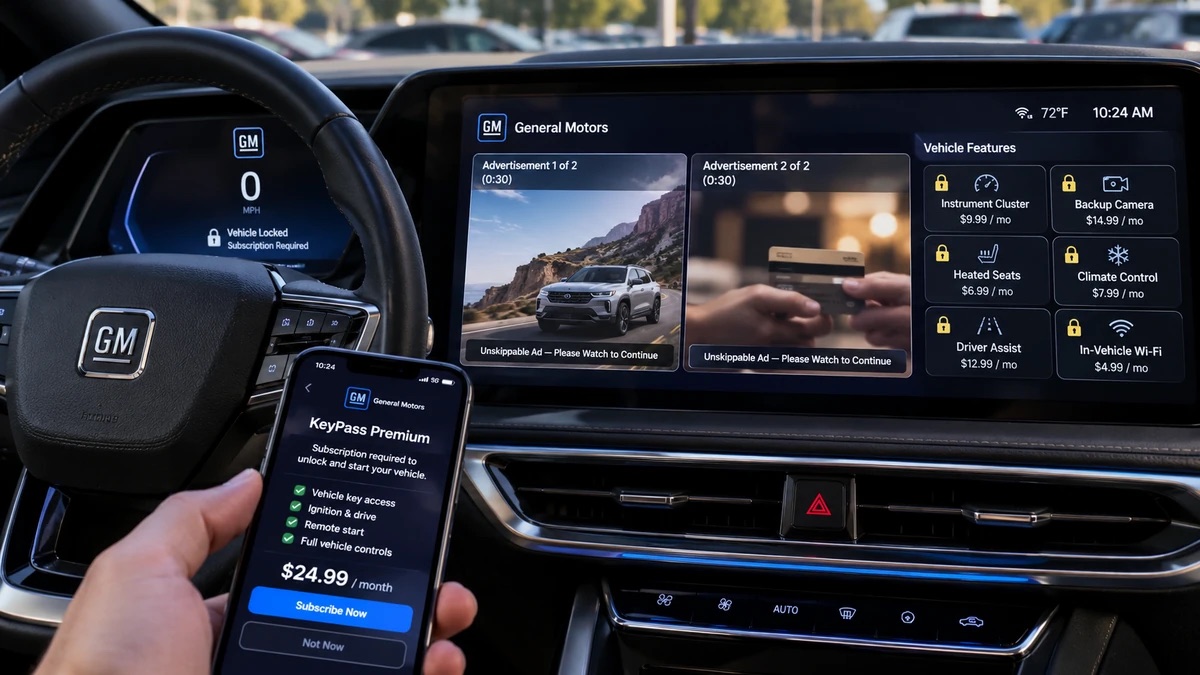 GM
0
MPH
Vehicle Locked
Subscription Required
GM
GM General Motors
72°F
10:24 AM
Advertisement 1 of 2
(0:30)
Unskippable Ad — Please Watch to Continue
Advertisement 2 of 2
(0:30)
Unskippable Ad — Please Watch to Continue
Vehicle Features
Instrument Cluster
$9.99 / mo
Backup Camera
$14.99 / mo
Heated Seats
$6.99 / mo
Climate Control
$7.99 / mo
Driver Assist
$12.99 / mo
In-Vehicle Wi-Fi
$4.99 / mo
10:24
5G
GM General Motors
KeyPass Premium
Subscription required to
unlock and start your vehicle.
Vehicle key access
Ignition & drive
Remote start
Full vehicle controls
$24.99 / month
Subscribe Now
Not Now
AUTO